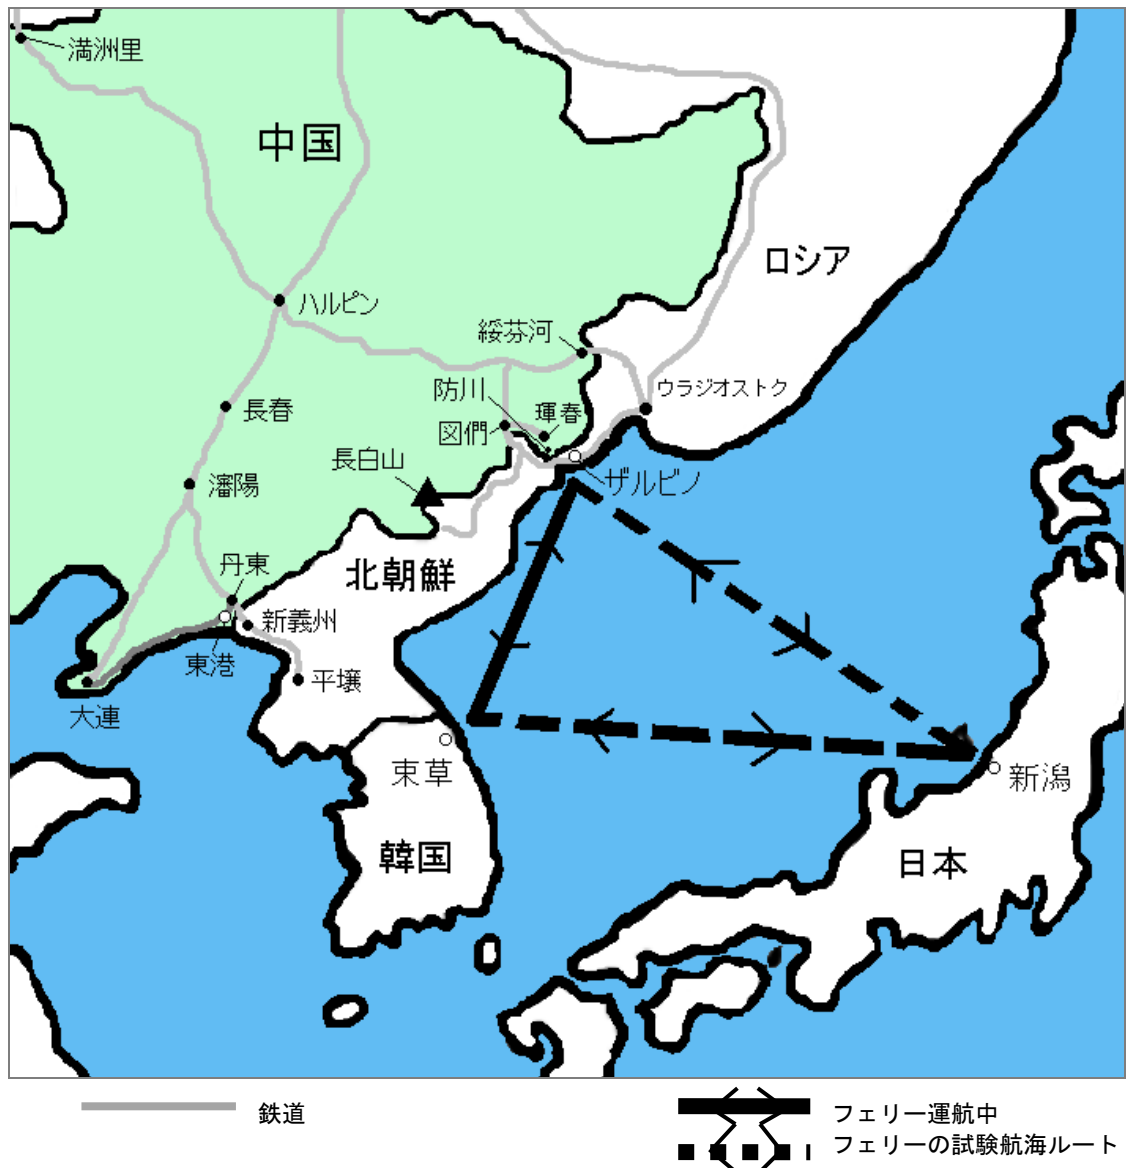 満洲里
中国
ロシア
ハルピン
綏芬河
防川
ウラジオストク
長春
琿春
図們
長白山
瀋陽
ザルビノ
丹東
北朝鮮
新義州
東港
平壌
大連
束草
新潟
韓国
日本
鉄道
フェリー運航中
フェリーの試験航海ルート